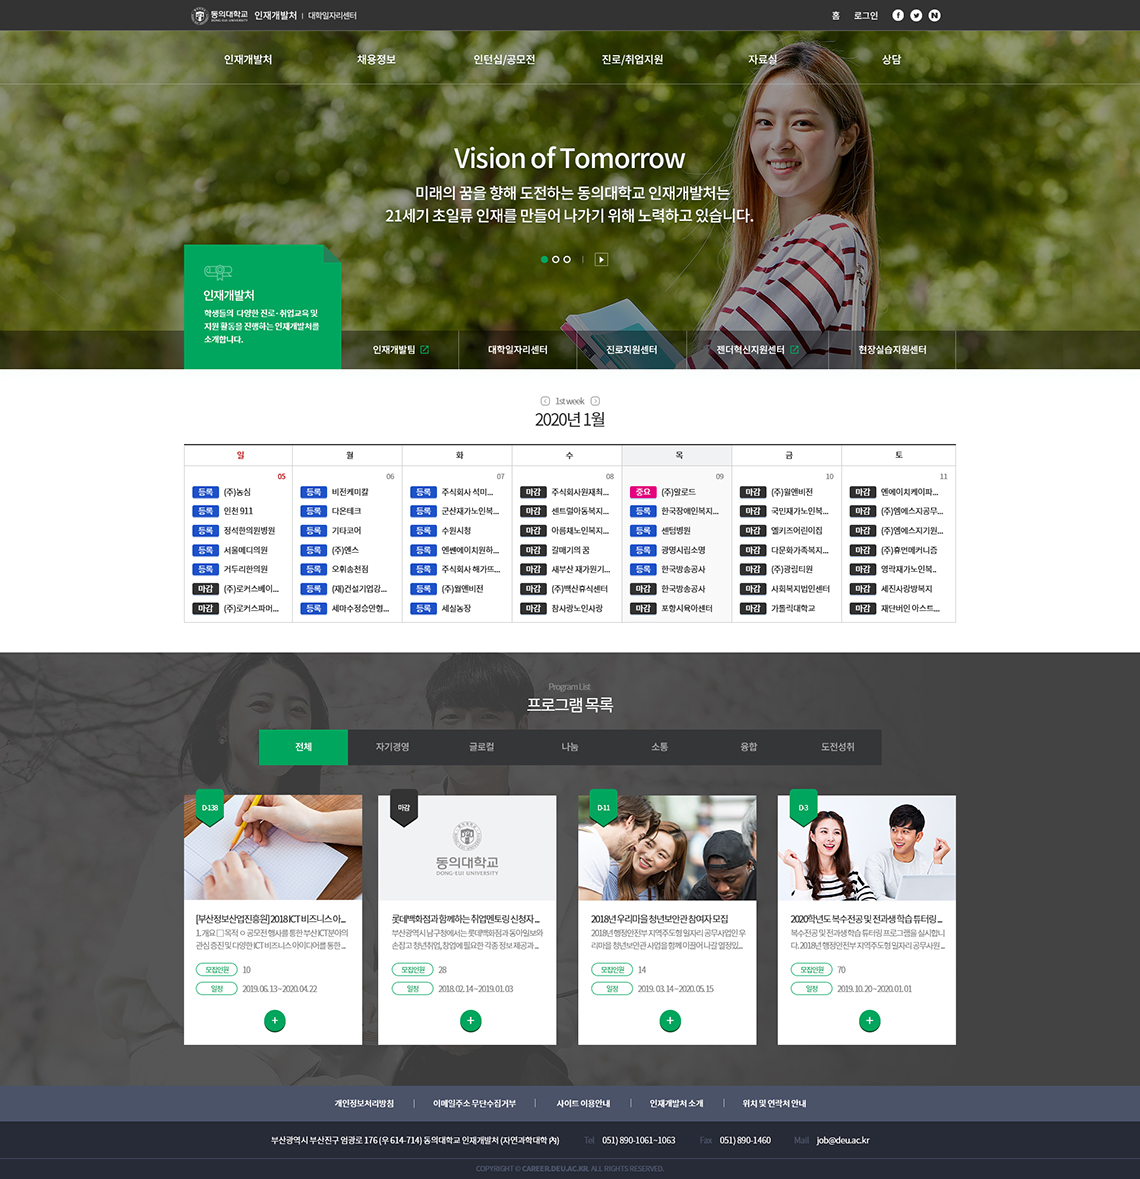 동의대학교 DONG-EUI UNIVERSITY 인재개발처 | 대학일자리센터
홈 로그인
인재개발처 채용정보 인턴십/공모전 진로/취업지원 자료실 상담
Vision of Tomorrow
미래의 꿈을 향해 도전하는 동의대학교 인재개발처는
21세기 초일류 인재를 만들어 나가기 위해 노력하고 있습니다.
인재개발처
학생들의 다양한 진로·취업교육 및
지원 활동을 진행하는 인재개발처를
소개합니다.
인재개발팀 대학일자리센터 진로지원센터 젠더혁신지원센터 현장실습지원센터
1st week
2020년 1월
일 월 화 수 목 금 토
05 06 07 08 09 10 11
등록 (주)농심 등록 비전케미칼 등록 주식회사 석미... 마감 주식회사원재최... 중요 (주)알로드 마감 (주)윌앤비전 마감 엔에이치케이파...
등록 인천 911 등록 다온테크 등록 군산재가노인복... 마감 센트럴아동복지... 등록 한국장애인복지... 마감 국민재가노인복... 마감 (주)엠에스지공무...
등록 정석한의원병원 등록 기타코어 등록 수원시청 마감 아름채노인복지... 등록 센텀병원 마감 엘키즈어린이집 마감 (주)엠에스지기원...
등록 서울메디의원 등록 (주)엔스 등록 엔쎈에이치원하... 마감 갈매기의 꿈 등록 광명시립소명 마감 다문화가족복지... 마감 (주)휴먼메커니즘
등록 거두리한의원 등록 오휘송천점 등록 주식회사 해가드... 마감 새부산 재가원기... 등록 한국방송공사 마감 (주)광림티원 마감 영락재가노인복..
마감 (주)로커스베이... 등록 (재)건설기업강... 등록 (주)윌앤비전 마감 (주)맥산휴식센터 마감 한국방송공사 마감 사회복지법인센터 마감 세진사랑방복지
마감 (주)로커스파머... 등록 세마수정승안형... 등록 세실농장 마감 참사랑노인사랑 마감 포항시육아센터 마감 가톨릭대학교 마감 재단버인 아스트...
Program List
프로그램 목록
전체 자기경영 글로컬 나눔 소통 융합 도전성취
D-138
[부산정보산업진흥원] 2018 ICT 비즈니스 아...
1. 개요 □ 목적 ㅇ 공모전 행사를 통한 부산 ICT분야의
관심 증진 및 다양한 ICT 비즈니스 아이디어를 통한 ...
모집인원 10
일정 2019. 06. 13 ~ 2020. 04. 22
+
마감
동의대학교
DONG-EUI UNIVERSITY
롯데백화점과 함께하는 취업멘토링 신청자 ...
부산광역시 남구청에서는 롯데백화점과 동아일보와
손잡고 청년취업, 창업에 필요한 각종 정보 제공과 ...
모집인원 28
일정 2018. 02. 14 ~ 2019. 01. 03
+
D-11
2018년 우리마을 청년보안관 참여자 모집
2018년 행정안전부 지역주도형 일자리 공무사업인 우
리마을 청년보안관 사업을 함께 이끌어 나갈 열정있...
모집인원 14
일정 2019. 03. 14 ~ 2020. 05. 15
+
D-3
2020학년도 복수전공 및 전과생 학습 튜터링 ...
복수전공 및 전과생 학습 튜터링 프로그램을 실시합니
다. 2018년 행정안전부 지역주도형 일자리 공무사원 ...
모집인원 70
일정 2019. 10. 20 ~ 2020. 01. 01
+
개인정보처리방침 | 이메일주소 무단수집거부 | 사이트 이용안내 | 인재개발처 소개 | 위치 및 연락처 안내
부산광역시 부산진구 엄광로 176 (우 614-714) 동의대학교 인재개발처 (자연과학대학 內) Tel 051) 890-1061~1063 Fax 051) 890-1460 Mail job@deu.ac.kr
COPYRIGHT © CAREER.DEU.AC.KR. ALL RIGHTS RESERVED.